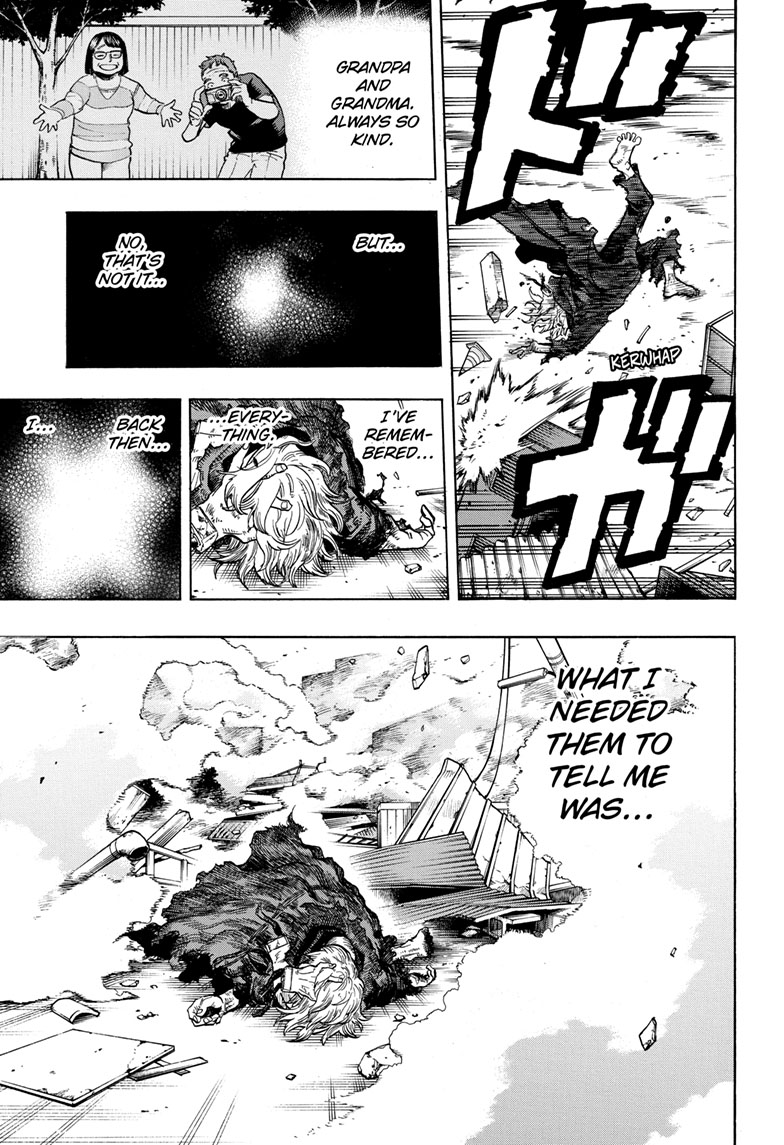 ド
ガ
KERWHAP
GRANDPA
AND
GRANDMA.
ALWAYS SO
KIND.
BUT...
NO,
THAT'S
NOT IT...
I'VE
REMEM-
BERED...
...EVERY-
THING.
BACK
THEN...
I...
WHAT I
NEEDED
THEM TO
TELL ME
WAS...